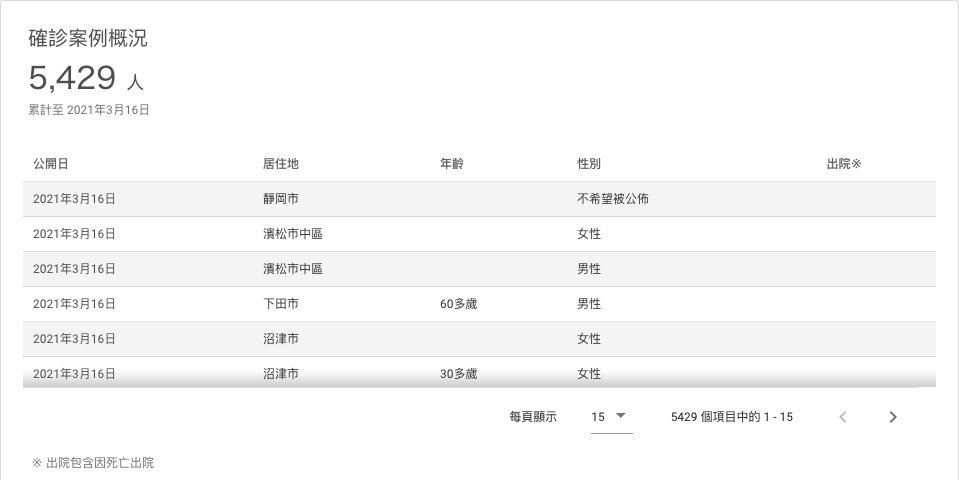 確診案例概況
5,429 人
累計至 2021年3月16日
公開日 居住地 年齡 性別 出院※
2021年3月16日 靜岡市 不希望被公佈
2021年3月16日 濱松市中區 女性
2021年3月16日 濱松市中區 男性
2021年3月16日 下田市 60多歲 男性
2021年3月16日 沼津市 女性
2021年3月16日 沼津市 30多歲 女性
每頁顯示 15 5429 個項目中的 1 - 15
※ 出院包含因死亡出院